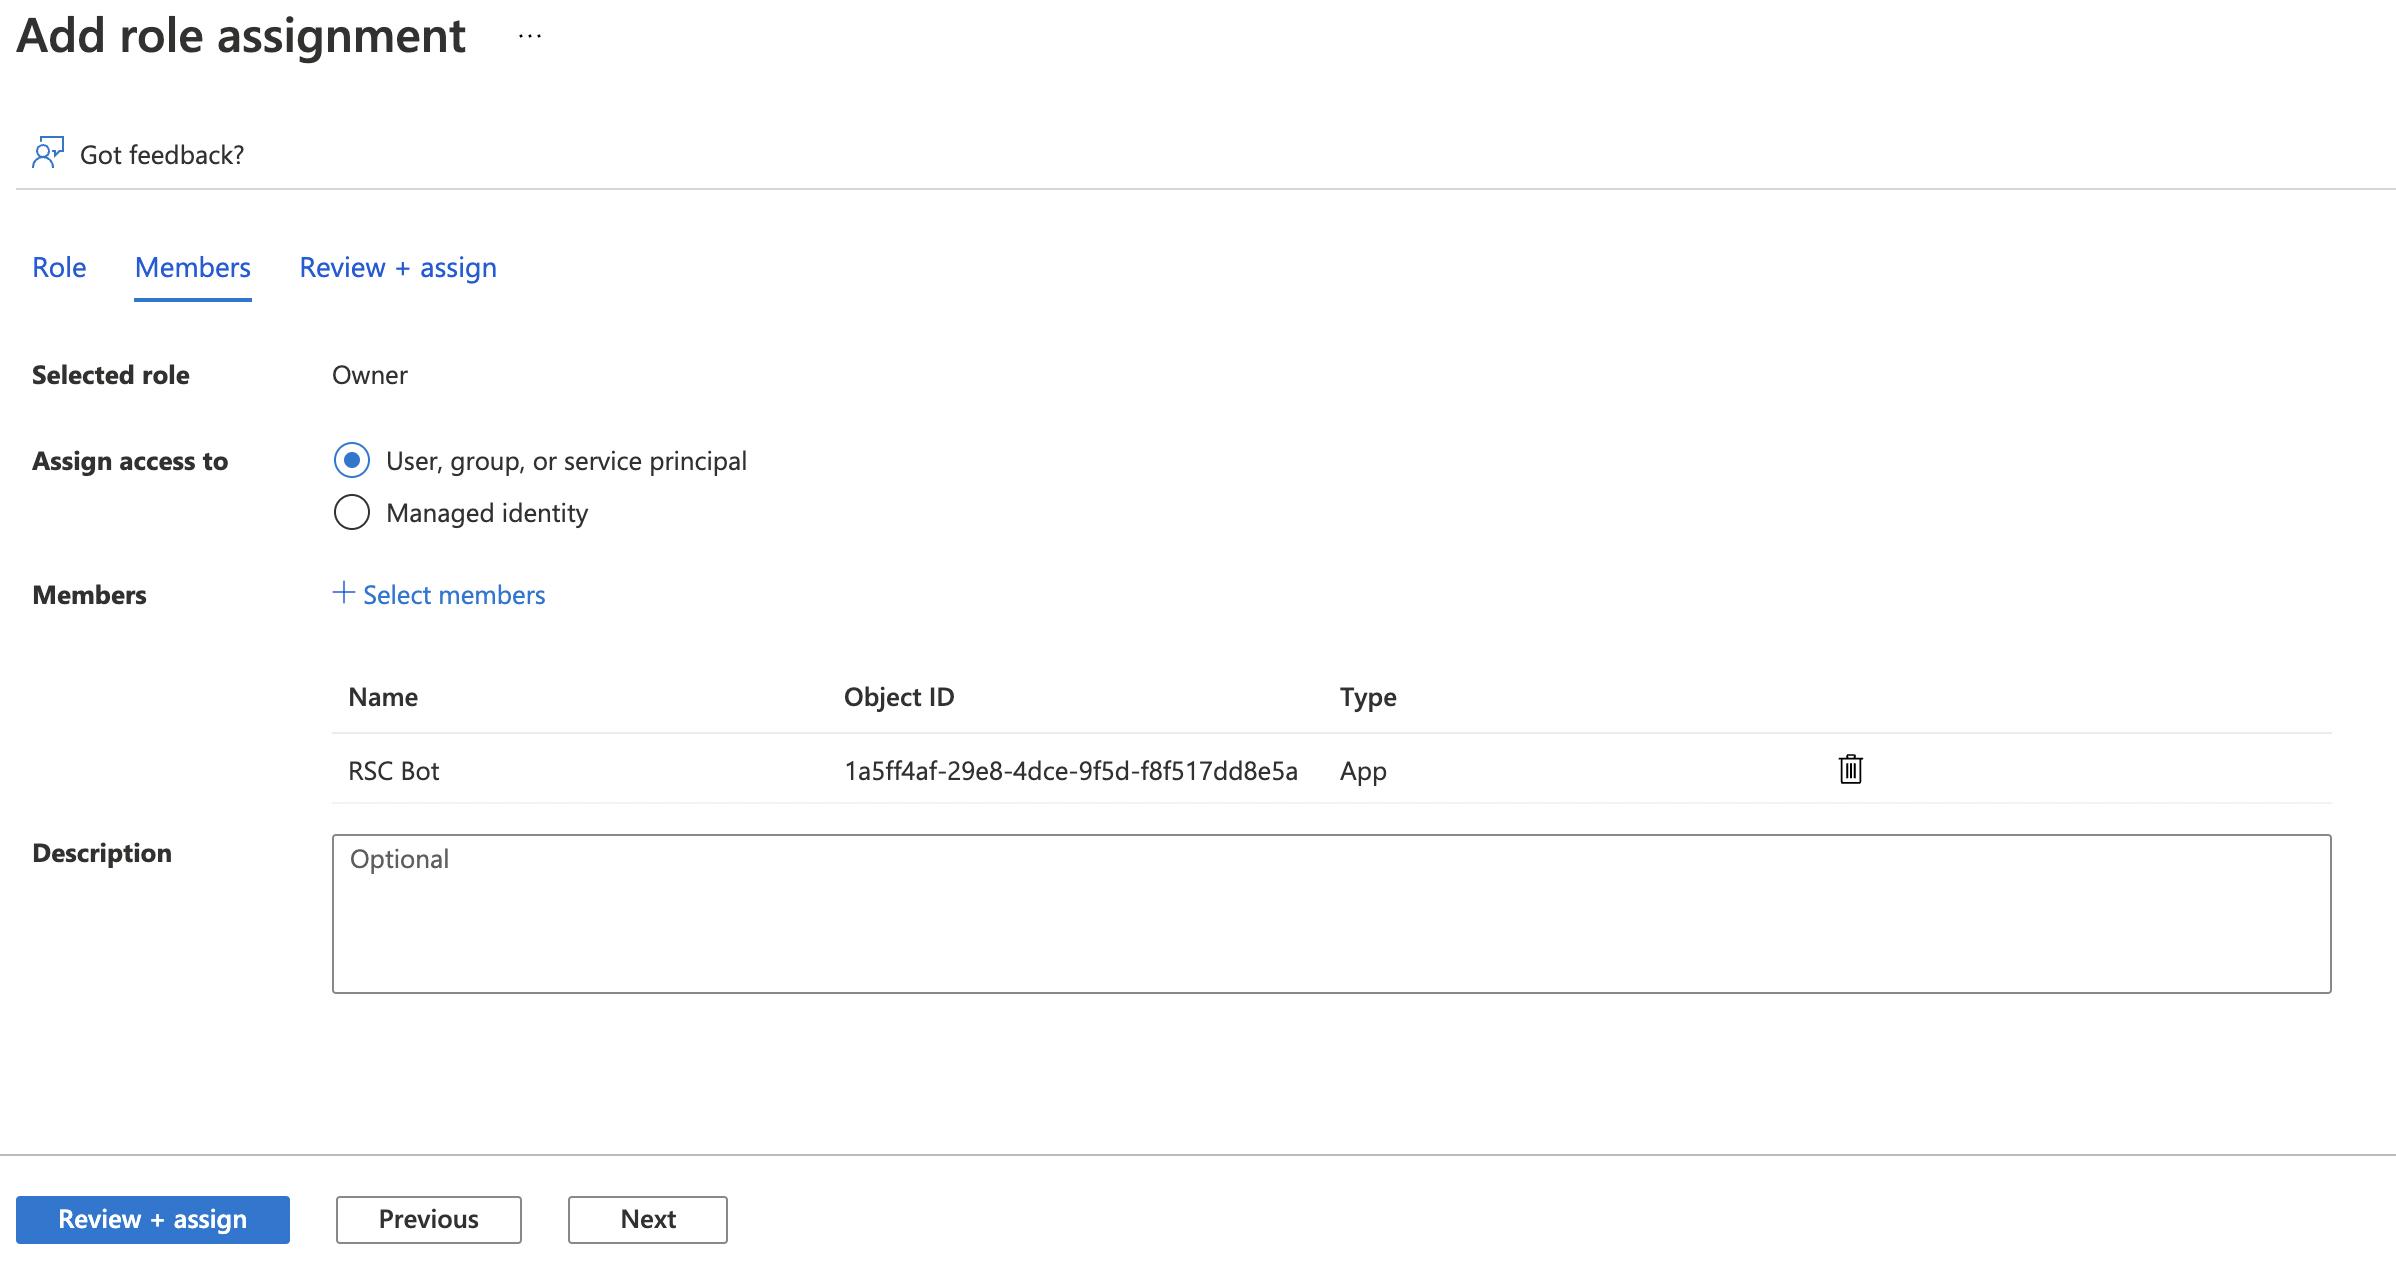 Add role assignment ...
Got feedback?
Role Members Review + assign
Selected role Owner
Assign access to User, group, or service principal
Managed identity
Members + Select members
Name Object ID Type
RSC Bot 1a5ff4af-29e8-4dce-9f5d-f8f517dd8e5a App
Description Optional
Review + assign Previous Next